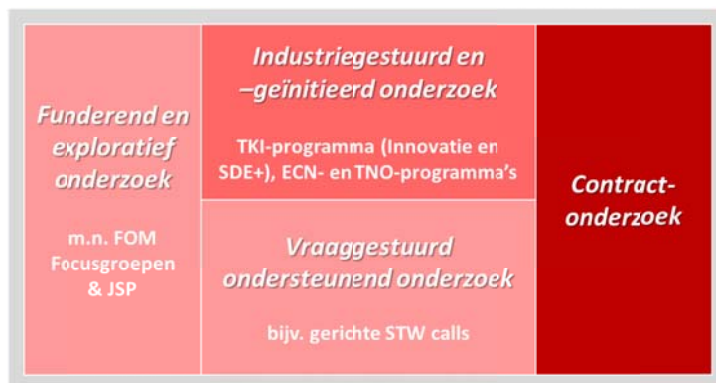 Funderend en
exploratief
onderzoek
m.n. FOM
Focusgroepen
& JSP
Industriegestuurd en
–geïnitieerd onderzoek
TKI-programma (Innovatie en
SDE+), ECN- en TNO-programma's
Vraaggestuurd
ondersteunend onderzoek
bijv. gerichte STW calls
Contract-
onderzoek